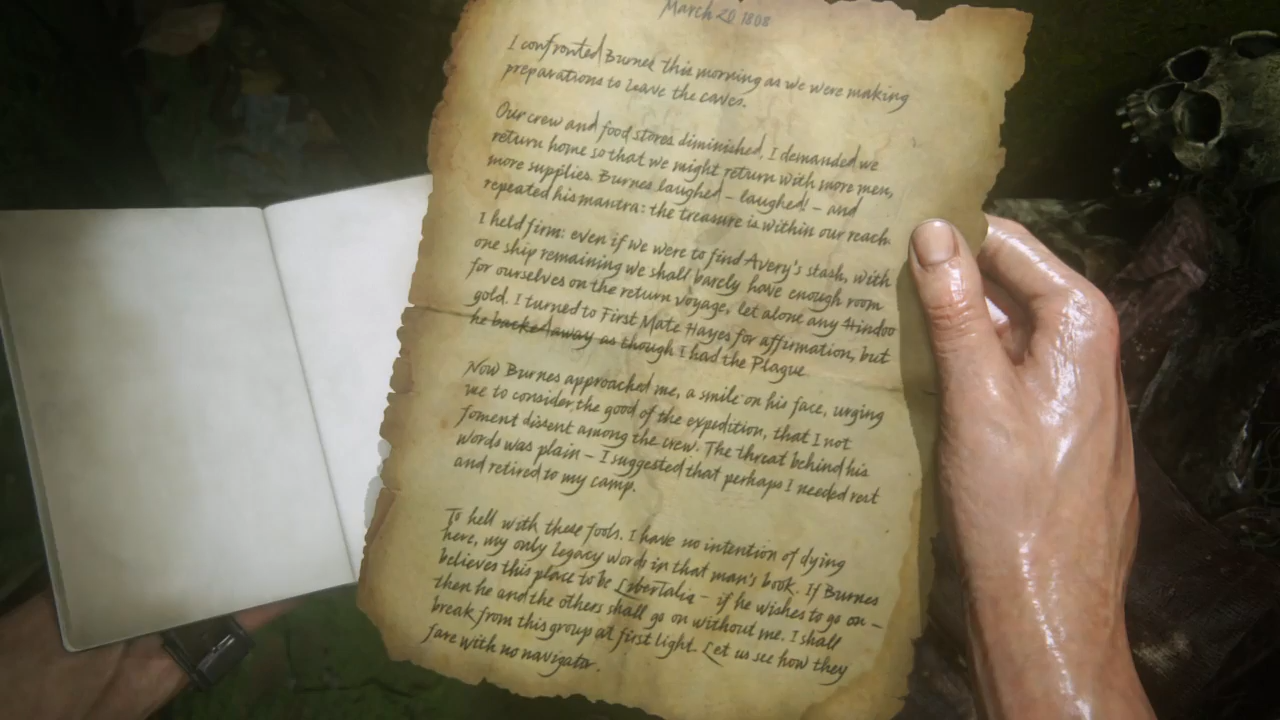 March 20 1808
I confronted Burnes this morning as we were making
preparations to leave the caves.
Our crew and food stores diminished, I demanded we
return home so that we might return with more men,
more supplies. Burnes laughed – laughed! – and
repeated his mantra: the treasure is within our reach.
I held firm: even if we were to find Avery's stash, with
one ship remaining we shall barely have enough room
for ourselves on the return voyage, let alone any Hindoo
gold. I turned to First Mate Hayes for affirmation, but
he backed away as though I had the Plague.
Now Burnes approached me, a smile on his face, urging
me to consider the good of the expedition, that I not
foment dissent among the crew. The threat behind his
words was plain – I suggested that perhaps I needed rest
and retired to my camp.
To hell with these fools. I have no intention of dying
here, my only legacy words in that man's book. If Burnes
believes this place to be Libertalia – if he wishes to go on –
then he and the others shall go on without me. I shall
break from this group at first light. Let us see how they
fare with no navigator.